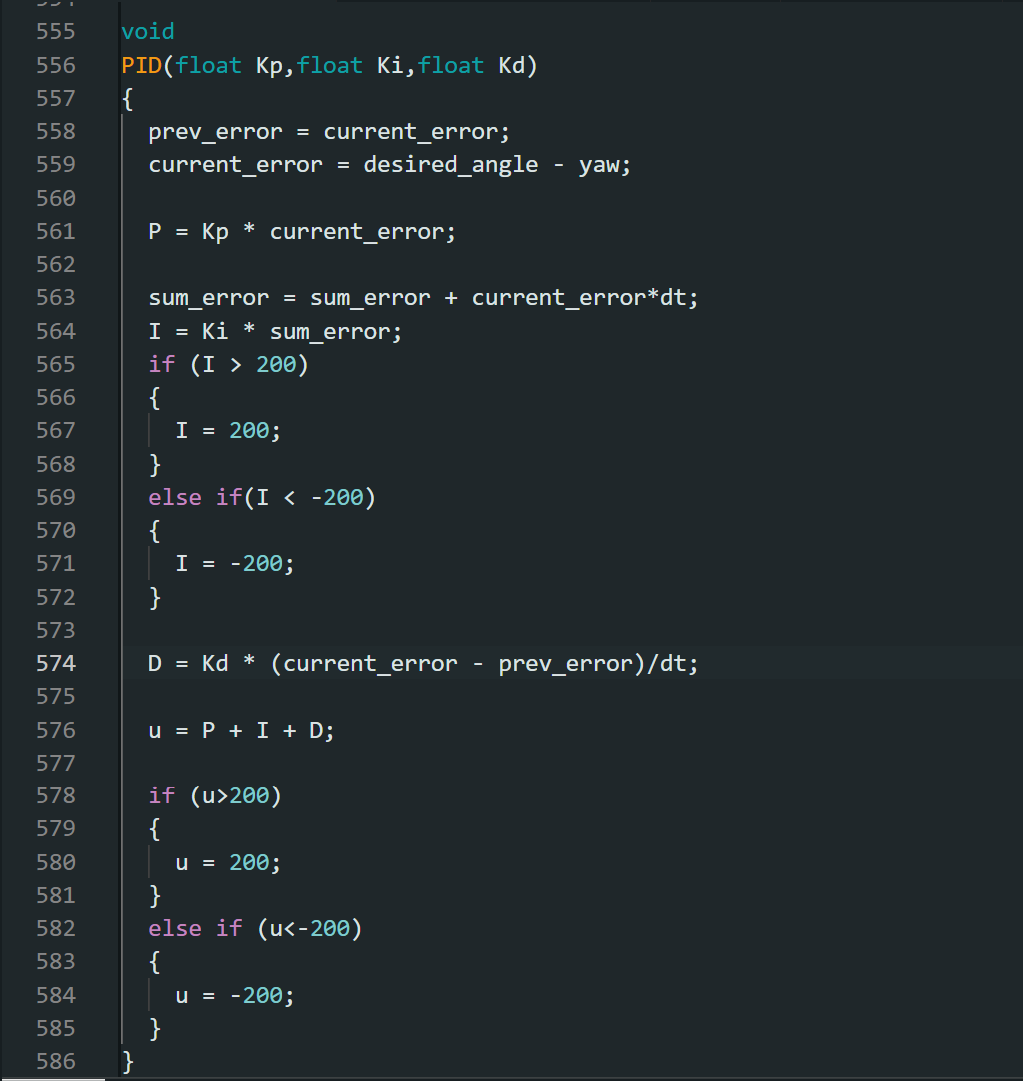 555 void
556 PID(float Kp,float Ki,float Kd)
557 {
558   prev_error = current_error;
559   current_error = desired_angle - yaw;
560
561   P = Kp * current_error;
562
563   sum_error = sum_error + current_error*dt;
564   I = Ki * sum_error;
565   if (I > 200)
566   {
567     I = 200;
568   }
569   else if(I < -200)
570   {
571     I = -200;
572   }
573
574   D = Kd * (current_error - prev_error)/dt;
575
576   u = P + I + D;
577
578   if (u>200)
579   {
580     u = 200;
581   }
582   else if (u<-200)
583   {
584     u = -200;
585   }
586 }